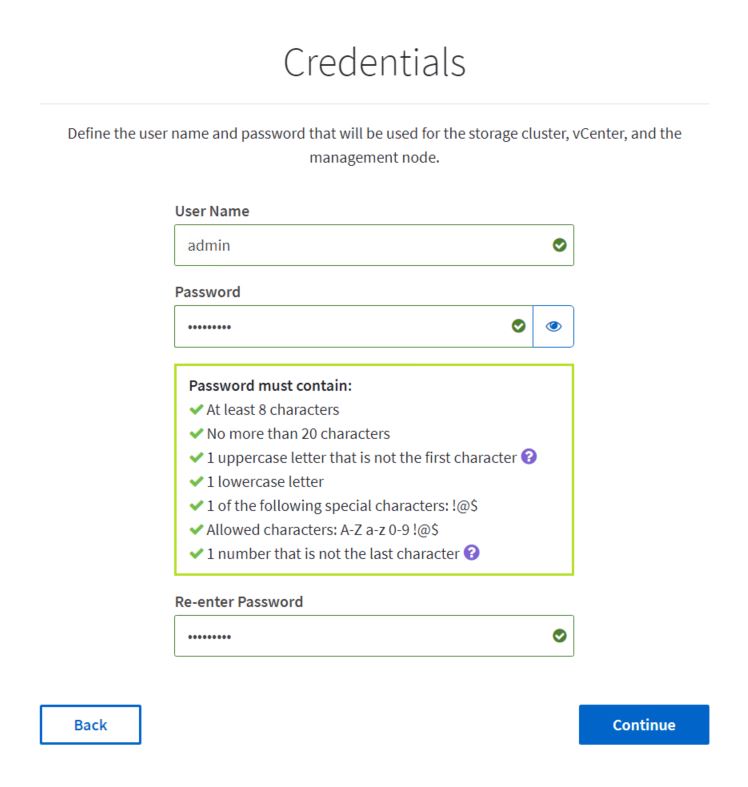 Credentials
Define the user name and password that will be used for the storage cluster, vCenter, and the
management node.
User Name
admin
Password
•••••••••
Password must contain:
At least 8 characters
No more than 20 characters
1 uppercase letter that is not the first character ?
1 lowercase letter
1 of the following special characters: !@$
Allowed characters: A-Z a-z 0-9 !@$
1 number that is not the last character ?
Re-enter Password
•••••••••
Back
Continue